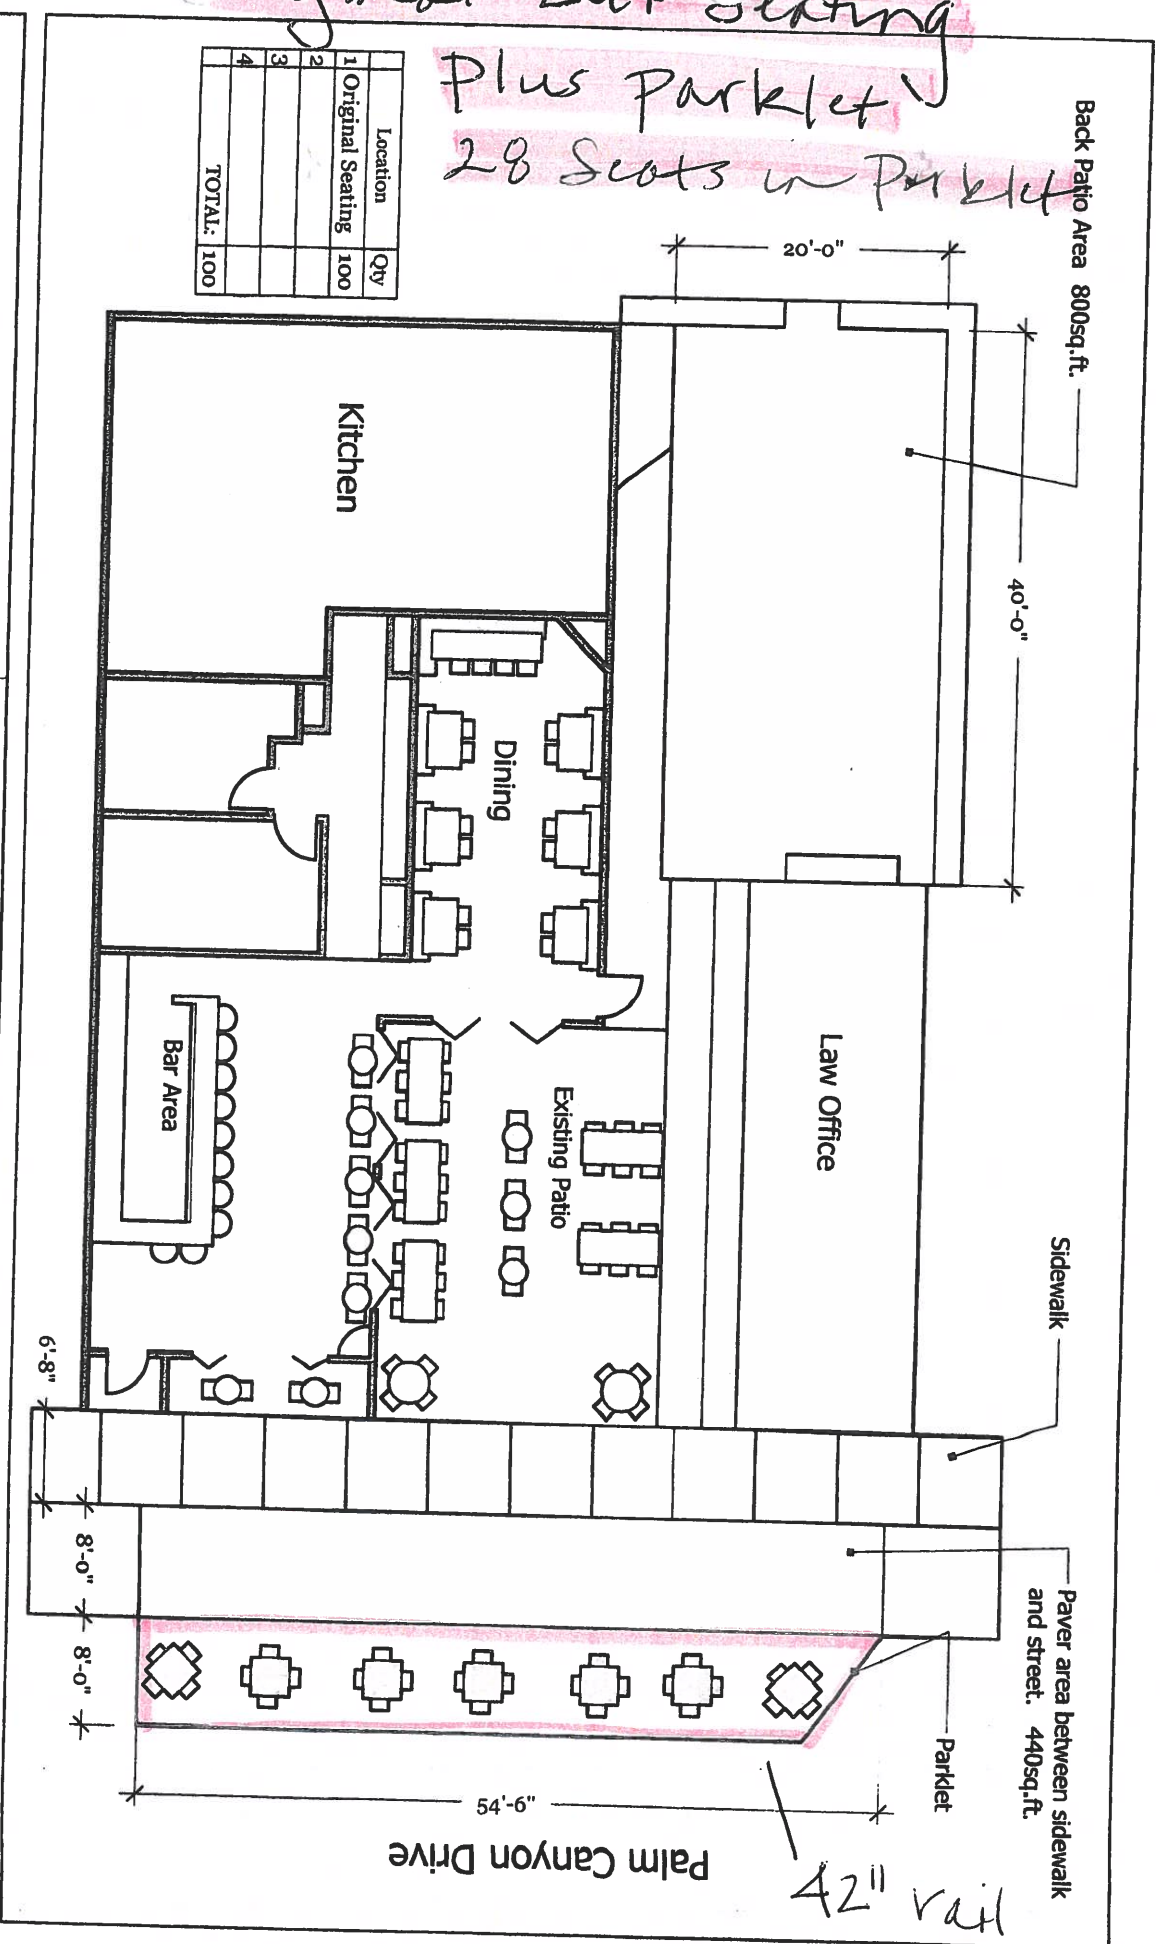 Seating
Plus Parklet
28 Seats in Parklet
Location Qty
1 Original Seating 100
2
3
4
TOTAL: 100
Back Patio Area 800sq.ft.
20'-0"
40'-0"
Kitchen
Dining
Law Office
Existing Patio
Bar Area
Sidewalk
6'-8"
8'-0"
8'-0"
Paver area between sidewalk
and street. 440sq.ft.
Parklet
54'-6"
Palm Canyon Drive
42" rail